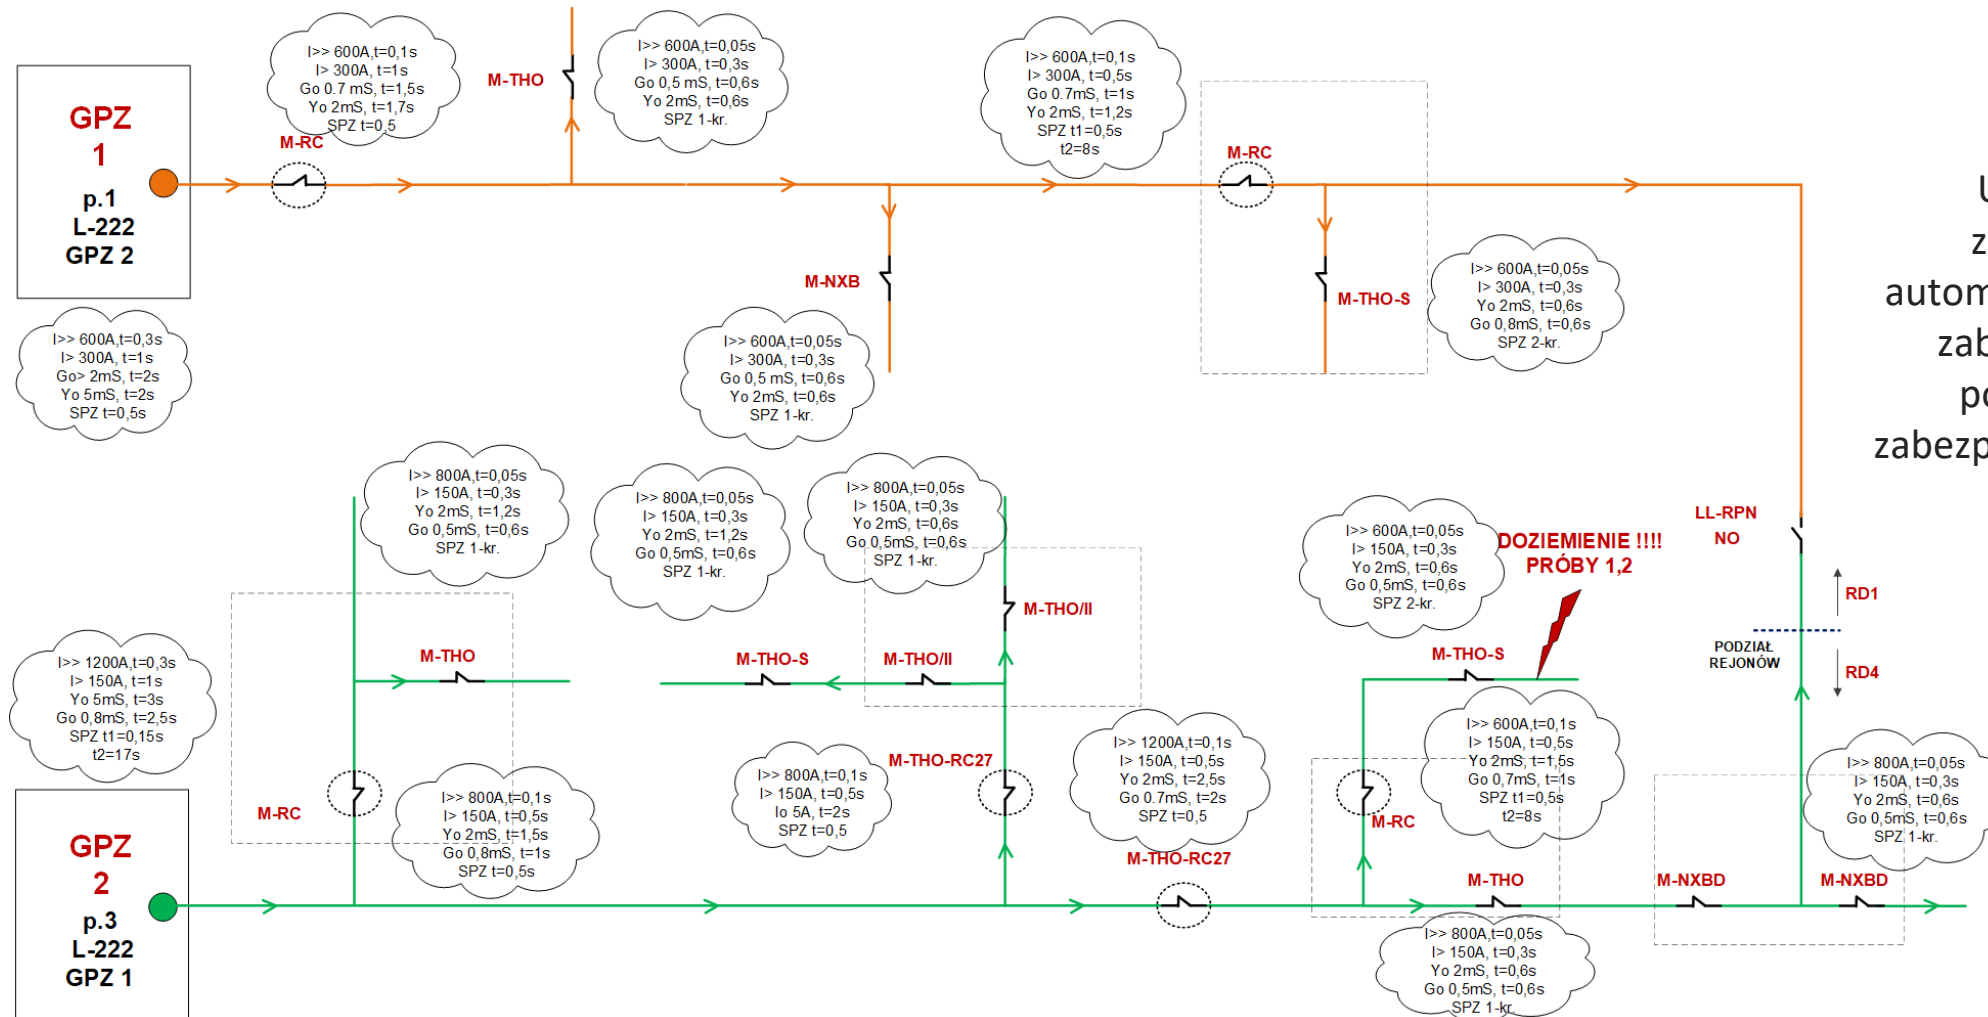 GPZ
1
p.1
L-222
GPZ 2
I>> 600A,t=0,3s
I> 300A, t=1s
Go> 2mS, t=2s
Yo 5mS, t=2s
SPZ t=0,5s
I>> 600A,t=0,1s
I> 300A, t=1s
Go 0.7 mS, t=1,5s
Yo 2mS, t=1,7s
SPZ t=0,5
M-RC
M-THO
I>> 600A,t=0,05s
I> 300A, t=0,3s
Go 0,5 mS, t=0,6s
Yo 2mS, t=0,6s
SPZ 1-kr.
M-NXB
I>> 600A,t=0,05s
I> 300A, t=0,3s
Go 0,5 mS, t=0,6s
Yo 2mS, t=0,6s
SPZ 1-kr.
I>> 600A,t=0,1s
I> 300A, t=0,5s
Go 0.7mS, t=1s
Yo 2mS, t=1,2s
SPZ t1=0,5s
t2=8s
M-RC
M-THO-S
I>> 600A,t=0,05s
I> 300A, t=0,3s
Yo 2mS, t=0,6s
Go 0,8mS, t=0,6s
SPZ 2-kr.
U
z
autom
zab
po
zabezp
LL-RPN
NO
RD1
PODZIAŁ
REJONÓW
RD4
I>> 800A,t=0,05s
I> 150A, t=0,3s
Yo 2mS, t=1,2s
Go 0,5mS, t=0,6s
SPZ 1-kr.
I>> 800A,t=0,05s
I> 150A, t=0,3s
Yo 2mS, t=1,2s
Go 0,5mS, t=0,6s
SPZ 1-kr.
I>> 800A,t=0,05s
I> 150A, t=0,3s
Yo 2mS, t=0,6s
Go 0,5mS, t=0,6s
SPZ 1-kr.
I>> 600A,t=0,05s
I> 150A, t=0,3s
Yo 2mS, t=0,6s
Go 0,5mS, t=0,6s
SPZ 2-kr.
DOZIEMIENIE !!!!
PRÓBY 1,2
M-THO/II
M-THO
M-THO-S
M-THO/II
M-THO-S
I>> 1200A,t=0,3s
I> 150A, t=1s
Yo 5mS, t=3s
Go 0,8mS, t=2,5s
SPZ t1=0,15s
t2=17s
GPZ
2
p.3
L-222
GPZ 1
M-RC
I>> 800A,t=0,1s
I> 150A, t=0,5s
Yo 2mS, t=1,5s
Go 0,8mS, t=1s
SPZ t=0,5s
M-THO-RC27
I>> 800A,t=0,1s
I> 150A, t=0,5s
Io 5A, t=2s
SPZ t=0,5
I>> 1200A,t=0,1s
I> 150A, t=0,5s
Yo 2mS, t=2,5s
Go 0.7mS, t=2s
SPZ t=0,5
M-THO-RC27
M-RC
I>> 600A,t=0,1s
I> 150A, t=0,5s
Yo 2mS, t=1,5s
Go 0,7mS, t=1s
SPZ t1=0,5s
t2=8s
M-THO
I>> 800A,t=0,05s
I> 150A, t=0,3s
Yo 2mS, t=0,6s
Go 0,5mS, t=0,6s
SPZ 1-kr.
M-NXBD
M-NXBD
I>> 800A,t=0,05s
I> 150A, t=0,3s
Yo 2mS, t=0,6s
Go 0,5mS, t=0,6s
SPZ 1-kr.